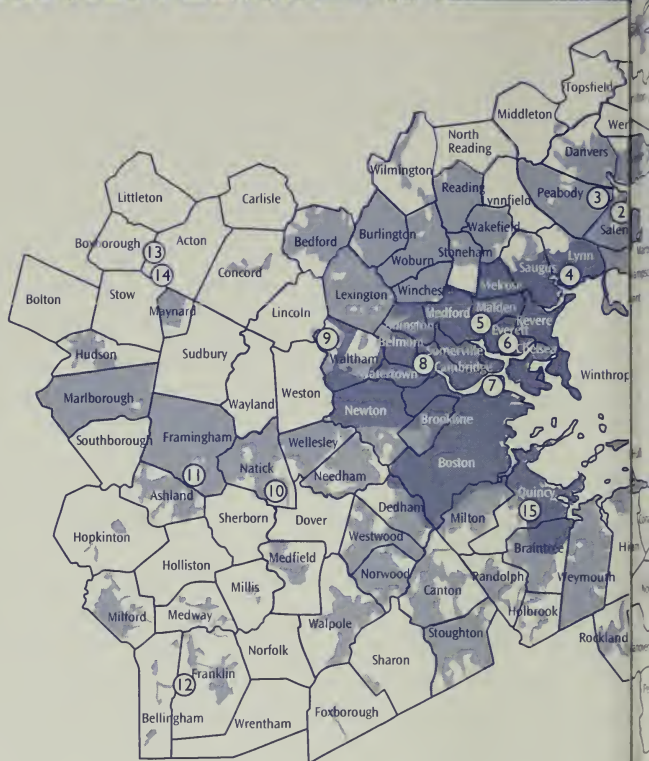 Topsfield
Middleton
Wen
North
Reading
Danvers
Wilmington
Reading
ynnfield
Peabody
3
2
Salem
Littleton
Carlisle
Bedford
Burlington
Wakefield
Boxborough
13
Acton
Woburn
Stoneham
Saugus
Lynn
4
14
Concord
Lexington
Winchest
Melrose
Bolton
Stow
Maynard
Lincoln
Arlington
Medford
Malden
5
Everett
Revere
6
Chelsea
9
Belmont
Somerville
Hudson
Sudbury
Waltham
Watertown
8
Cambridge
7
Winthrop
Marlborough
Wayland
Weston
Newton
Brookline
Southborough
Framingham
Wellesley
Boston
11
Natick
10
Needham
Ashland
Quincy
15
Sherborn
Dover
Dedham
Milton
Hopkinton
Westwood
Braintree
Holliston
Medfield
Norwood
Canton
Randolph
Weymouth
Millis
Holbrook
Milford
Medway
Walpole
Stoughton
Rockland
Norfolk
Sharon
12
Franklin
Bellingham
Wrentham
Foxborough